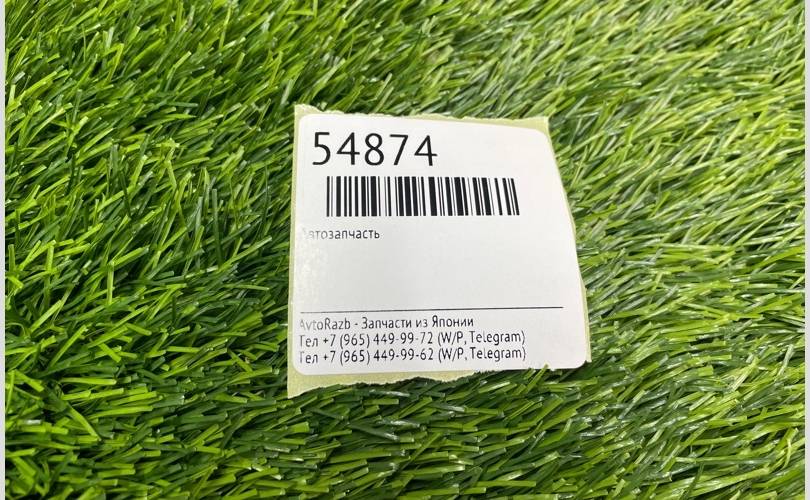 54874
Автозапчасть
AvtoRazb - Запчасти из Японии
Тел +7 (965) 449-99-72 (W/P, Telegram)
Тел +7 (965) 449-99-62 (W/P, Telegram)